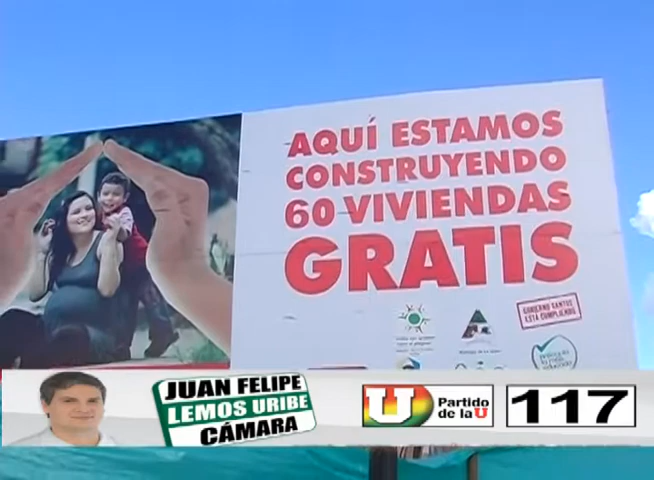 AQUÍ ESTAMOS
CONSTRUYENDO
60 VIVIENDAS
GRATIS
GOBIERNO SANTOS
ESTÁ CUMPLIENDO
JUAN FELIPE
LEMOS URIBE
CÁMARA
U
Partido
de la U
117